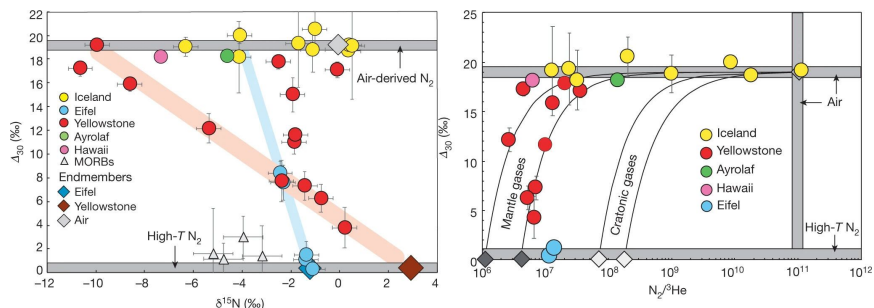 22
20
18
16
14
12
10
8
6
4
2
0
Δ30 (‰)
Air-derived N2
Iceland
Eifel
Yellowstone
Ayrolaf
Hawaii
MORBs
Endmembers
Eifel
Yellowstone
Air
High-T N2
−12 −10 −8 −6 −4 −2 0 2 4
δ15N (‰)
30
25
20
15
10
5
0
Δ30 (‰)
Air
Mantle gases
Cratonic gases
Iceland
Yellowstone
Ayrolaf
Hawaii
Eifel
High-T N2
10^6 10^7 10^8 10^9 10^10 10^11 10^12
N2/3He